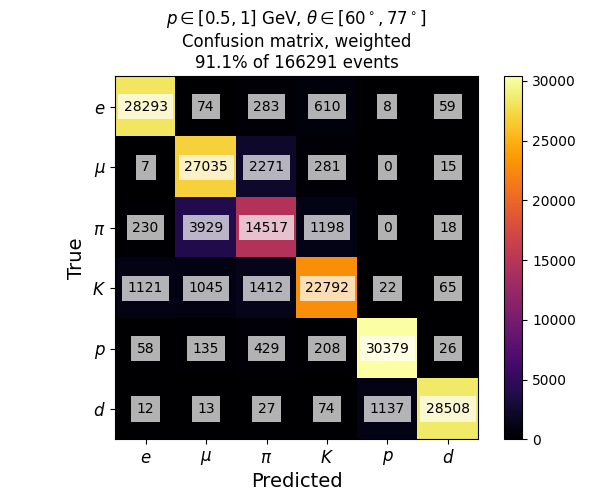 p ∈ [0.5, 1] GeV, θ ∈ [60°, 77°]
Confusion matrix, weighted
91.1% of 166291 events
e 28293 74 283 610 8 59
μ 7 27035 2271 281 0 15
π 230 3929 14517 1198 0 18
K 1121 1045 1412 22792 22 65
p 58 135 429 208 30379 26
d 12 13 27 74 1137 28508
e μ π K p d
Predicted
True
30000
25000
20000
15000
10000
5000
0